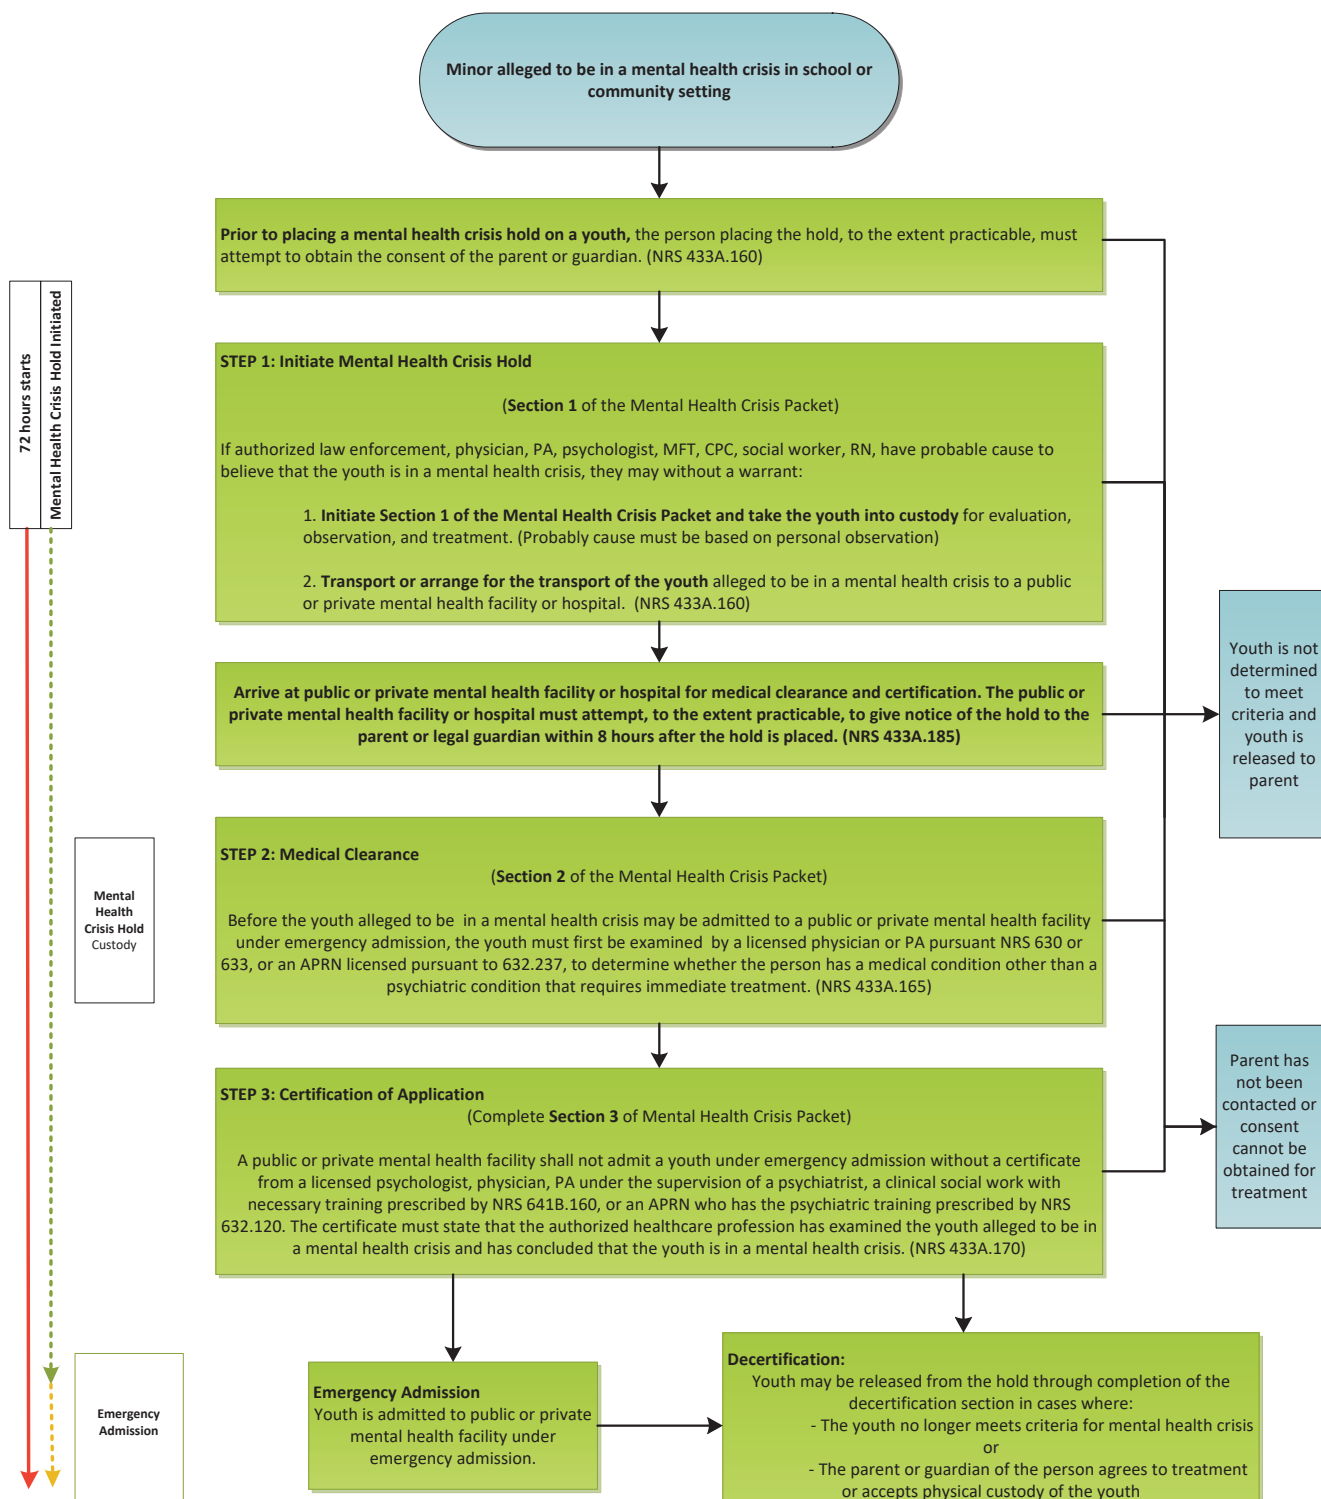 Minor alleged to be in a mental health crisis in school or
community setting
Prior to placing a mental health crisis hold on a youth, the person placing the hold, to the extent practicable, must
attempt to obtain the consent of the parent or guardian. (NRS 433A.160)
72 hours starts
Mental Health Crisis Hold Initiated
STEP 1: Initiate Mental Health Crisis Hold
(Section 1 of the Mental Health Crisis Packet)
If authorized law enforcement, physician, PA, psychologist, MFT, CPC, social worker, RN, have probable cause to
believe that the youth is in a mental health crisis, they may without a warrant:
1. Initiate Section 1 of the Mental Health Crisis Packet and take the youth into custody for evaluation,
observation, and treatment. (Probably cause must be based on personal observation)
2. Transport or arrange for the transport of the youth alleged to be in a mental health crisis to a public
or private mental health facility or hospital.  (NRS 433A.160)
Arrive at public or private mental health facility or hospital for medical clearance and certification. The public or
private mental health facility or hospital must attempt, to the extent practicable, to give notice of the hold to the
parent or legal guardian within 8 hours after the hold is placed. (NRS 433A.185)
Youth is not
determined
to meet
criteria and
youth is
released to
parent
Mental
Health
Crisis Hold
Custody
STEP 2: Medical Clearance
(Section 2 of the Mental Health Crisis Packet)
Before the youth alleged to be  in a mental health crisis may be admitted to a public or private mental health facility
under emergency admission, the youth must first be examined  by a licensed physician or PA pursuant NRS 630 or
633, or an APRN licensed pursuant to 632.237, to determine whether the person has a medical condition other than a
psychiatric condition that requires immediate treatment. (NRS 433A.165)
Parent has
not been
contacted or
consent
cannot be
obtained for
treatment
STEP 3: Certification of Application
(Complete Section 3 of Mental Health Crisis Packet)
A public or private mental health facility shall not admit a youth under emergency admission without a certificate
from a licensed psychologist, physician, PA under the supervision of a psychiatrist, a clinical social work with
necessary training prescribed by NRS 641B.160, or an APRN who has the psychiatric training prescribed by NRS
632.120. The certificate must state that the authorized healthcare profession has examined the youth alleged to be in
a mental health crisis and has concluded that the youth is in a mental health crisis. (NRS 433A.170)
Emergency
Admission
Emergency Admission
Youth is admitted to public or private
mental health facility under
emergency admission.
Decertification:
Youth may be released from the hold through completion of the
decertification section in cases where:
- The youth no longer meets criteria for mental health crisis
or
- The parent or guardian of the person agrees to treatment
or accepts physical custody of the youth